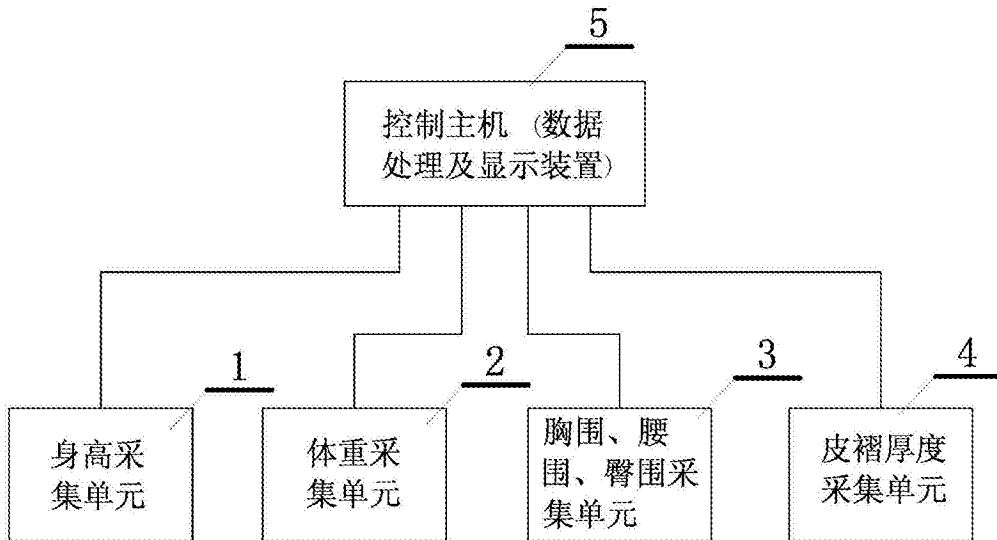 5
控制主机（数据
处理及显示装置）
1
2
3
4
身高采
集单元
体重采
集单元
胸围、腰
围、臀围采
集单元
皮褶厚度
采集单元